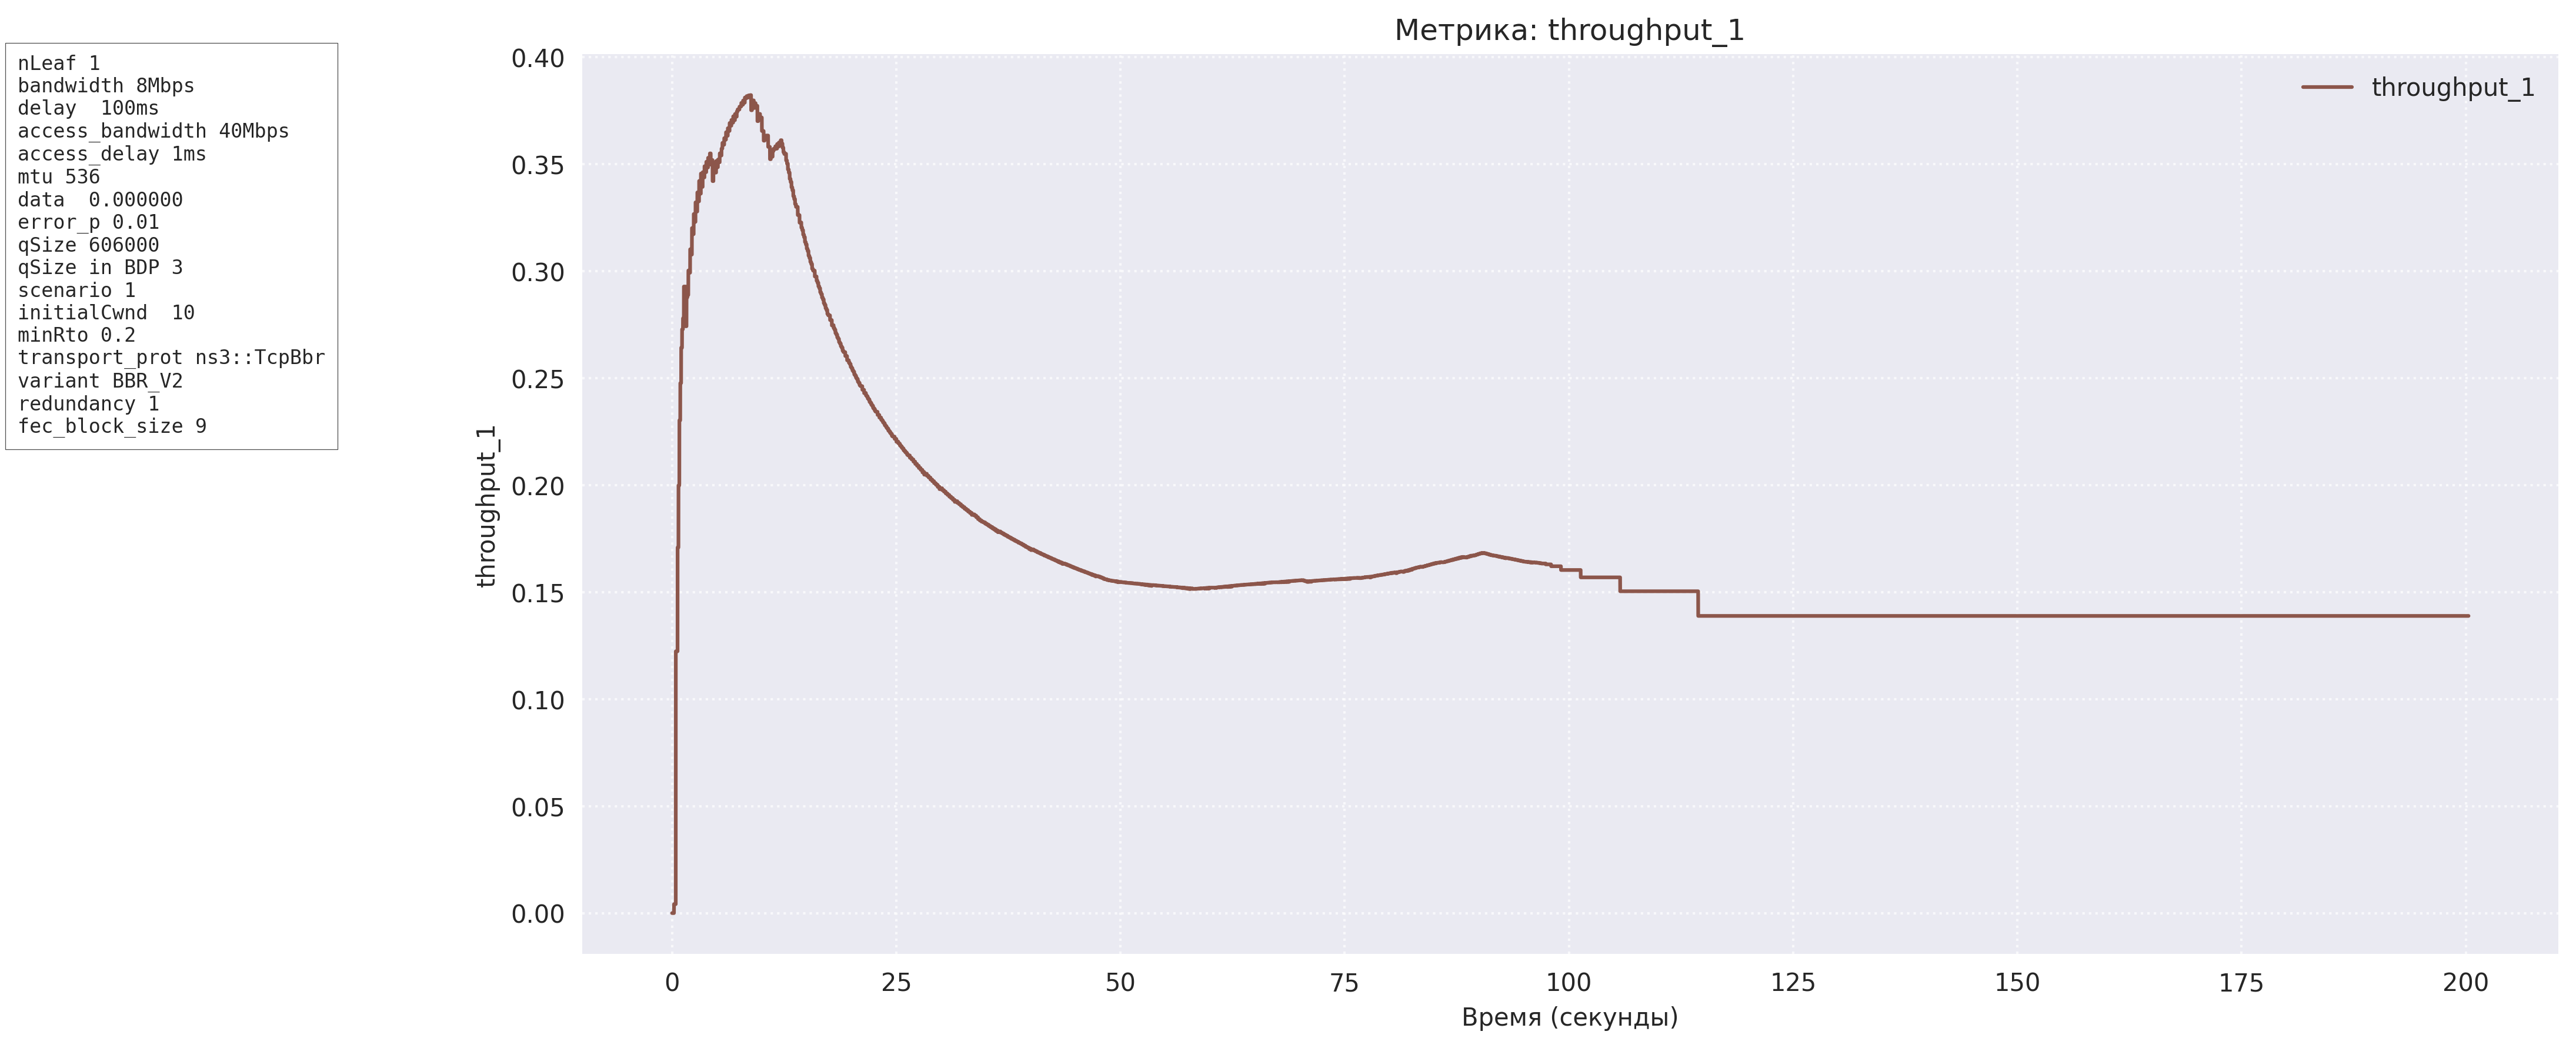 nLeaf 1
bandwidth 8Mbps
delay  100ms
access_bandwidth 40Mbps
access_delay 1ms
mtu 536
data  0.000000
error_p 0.01
qSize 606000
qSize in BDP 3
scenario 1
initialCwnd  10
minRto 0.2
transport_prot ns3::TcpBbr
variant BBR_V2
redundancy 1
fec_block_size 9
Метрика: throughput_1
throughput_1
throughput_1
0.40
0.35
0.30
0.25
0.20
0.15
0.10
0.05
0.00
0 25 50 75 100 125 150 175 200
Время (секунды)